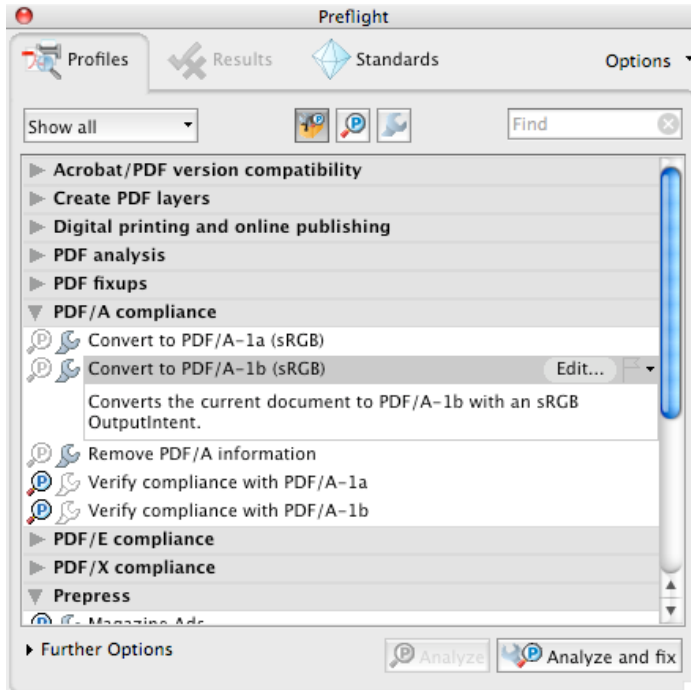 Preflight
Profiles
Results
Standards
Options
Show all
Find
Acrobat/PDF version compatibility
Create PDF layers
Digital printing and online publishing
PDF analysis
PDF fixups
PDF/A compliance
Convert to PDF/A-1a (sRGB)
Convert to PDF/A-1b (sRGB) Edit...
Converts the current document to PDF/A-1b with an sRGB
OutputIntent.
Remove PDF/A information
Verify compliance with PDF/A-1a
Verify compliance with PDF/A-1b
PDF/E compliance
PDF/X compliance
Prepress
Magazine Ads
Further Options
Analyze
Analyze and fix